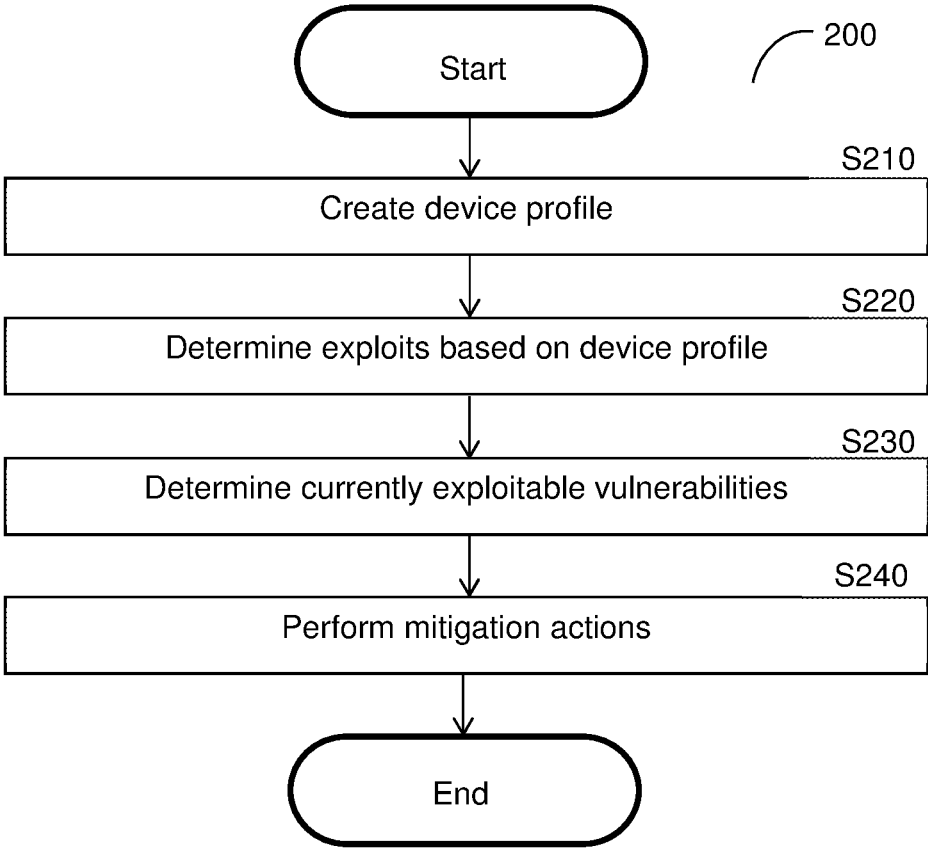 200
Start
S210
Create device profile
S220
Determine exploits based on device profile
S230
Determine currently exploitable vulnerabilities
S240
Perform mitigation actions
End